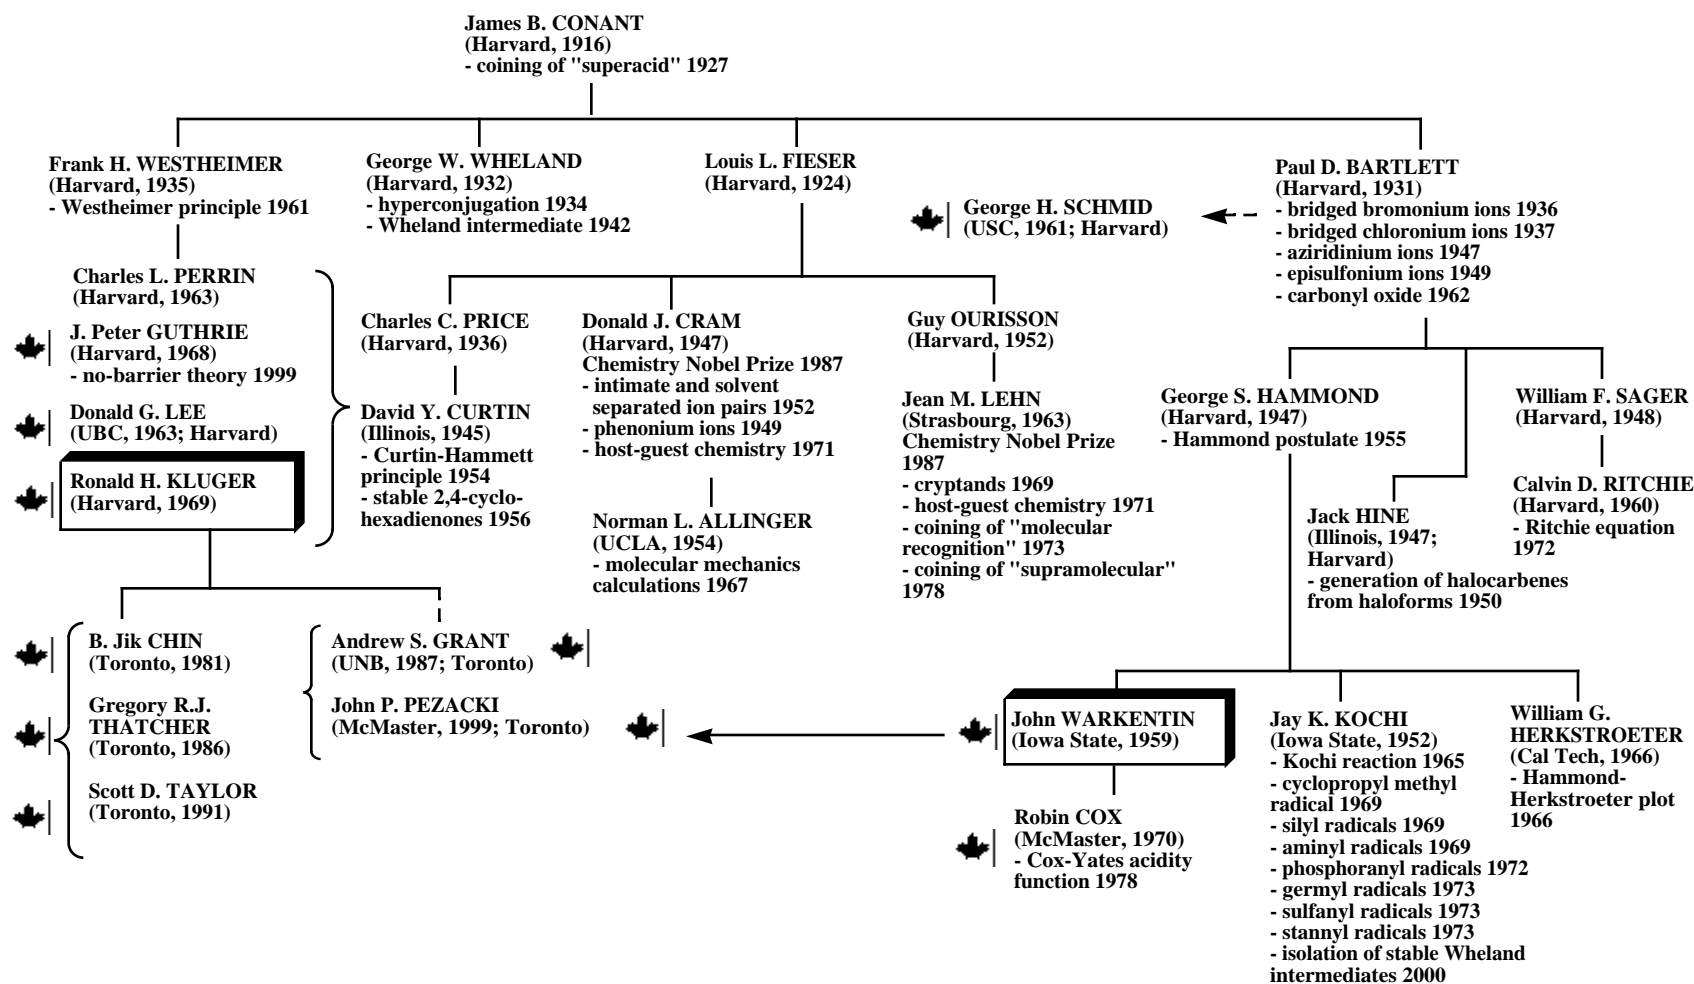 James B. CONANT
(Harvard, 1916)
- coining of "superacid" 1927
Frank H. WESTHEIMER
(Harvard, 1935)
- Westheimer principle 1961
George W. WHELAND
(Harvard, 1932)
- hyperconjugation 1934
- Wheland intermediate 1942
Louis L. FIESER
(Harvard, 1924)
George H. SCHMID
(USC, 1961; Harvard)
Paul D. BARTLETT
(Harvard, 1931)
- bridged bromonium ions 1936
- bridged chloronium ions 1937
- aziridinium ions 1947
- episulfonium ions 1949
- carbonyl oxide 1962
Charles L. PERRIN
(Harvard, 1963)
J. Peter GUTHRIE
(Harvard, 1968)
- no-barrier theory 1999
Donald G. LEE
(UBC, 1963; Harvard)
Ronald H. KLUGER
(Harvard, 1969)
Charles C. PRICE
(Harvard, 1936)
David Y. CURTIN
(Illinois, 1945)
- Curtin-Hammett
principle 1954
- stable 2,4-cyclo-
hexadienones 1956
Donald J. CRAM
(Harvard, 1947)
Chemistry Nobel Prize 1987
- intimate and solvent
separated ion pairs 1952
- phenonium ions 1949
- host-guest chemistry 1971
Norman L. ALLINGER
(UCLA, 1954)
- molecular mechanics
calculations 1967
Guy OURISSON
(Harvard, 1952)
Jean M. LEHN
(Strasbourg, 1963)
Chemistry Nobel Prize
1987
- cryptands 1969
- host-guest chemistry 1971
- coining of "molecular
recognition" 1973
- coining of "supramolecular"
1978
George S. HAMMOND
(Harvard, 1947)
- Hammond postulate 1955
William F. SAGER
(Harvard, 1948)
Calvin D. RITCHIE
(Harvard, 1960)
- Ritchie equation
1972
Jack HINE
(Illinois, 1947;
Harvard)
- generation of halocarbenes
from haloforms 1950
B. Jik CHIN
(Toronto, 1981)
Gregory R.J.
THATCHER
(Toronto, 1986)
Scott D. TAYLOR
(Toronto, 1991)
Andrew S. GRANT
(UNB, 1987; Toronto)
John P. PEZACKI
(McMaster, 1999; Toronto)
John WARKENTIN
(Iowa State, 1959)
Robin COX
(McMaster, 1970)
- Cox-Yates acidity
function 1978
Jay K. KOCHI
(Iowa State, 1952)
- Kochi reaction 1965
- cyclopropyl methyl
radical 1969
- silyl radicals 1969
- aminyl radicals 1969
- phosphoranyl radicals 1972
- germyl radicals 1973
- sulfanyl radicals 1973
- stannyl radicals 1973
- isolation of stable Wheland
intermediates 2000
William G.
HERKSTROETER
(Cal Tech, 1966)
- Hammond-
Herkstroeter plot
1966